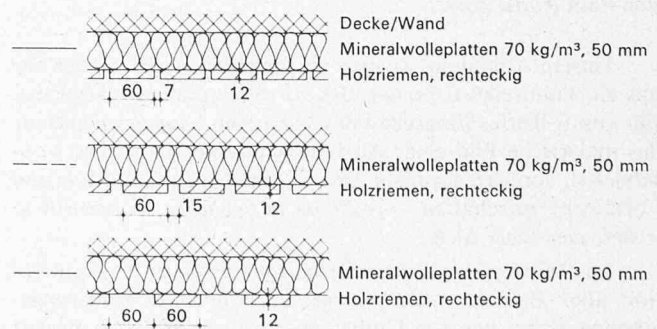 Decke/Wand
Mineralwolleplatten 70 kg/m³, 50 mm
Holzriemen, rechteckig
60 7 12
Mineralwolleplatten 70 kg/m³, 50 mm
Holzriemen, rechteckig
60 15 12
Mineralwolleplatten 70 kg/m³, 50 mm
Holzriemen, rechteckig
60 60 12